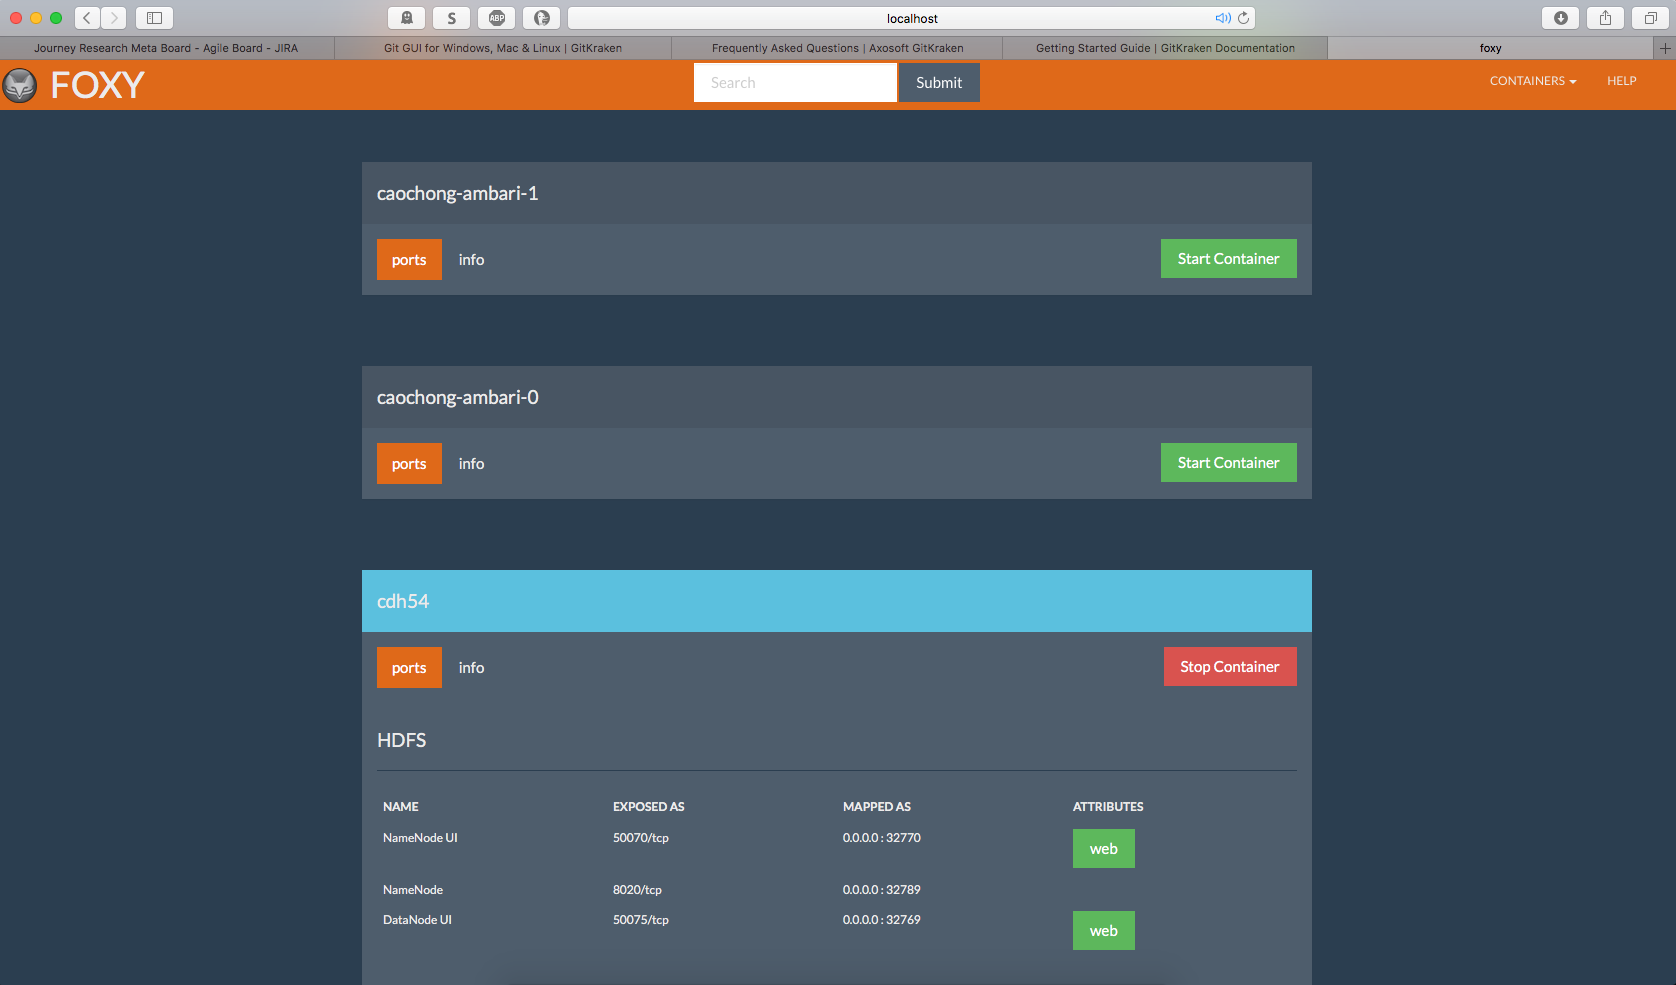 S
ABP
localhost
Journey Research Meta Board - Agile Board - JIRA
Git GUI for Windows, Mac & Linux | GitKraken
Frequently Asked Questions | Axosoft GitKraken
Getting Started Guide | GitKraken Documentation
foxy
FOXY
Search
Submit
CONTAINERS
HELP
caochong-ambari-1
ports
info
Start Container
caochong-ambari-0
ports
info
Start Container
cdh54
ports
info
Stop Container
HDFS
NAME EXPOSED AS MAPPED AS ATTRIBUTES
NameNode UI 50070/tcp 0.0.0.0 : 32770 web
NameNode 8020/tcp 0.0.0.0 : 32789
DataNode UI 50075/tcp 0.0.0.0 : 32769 web